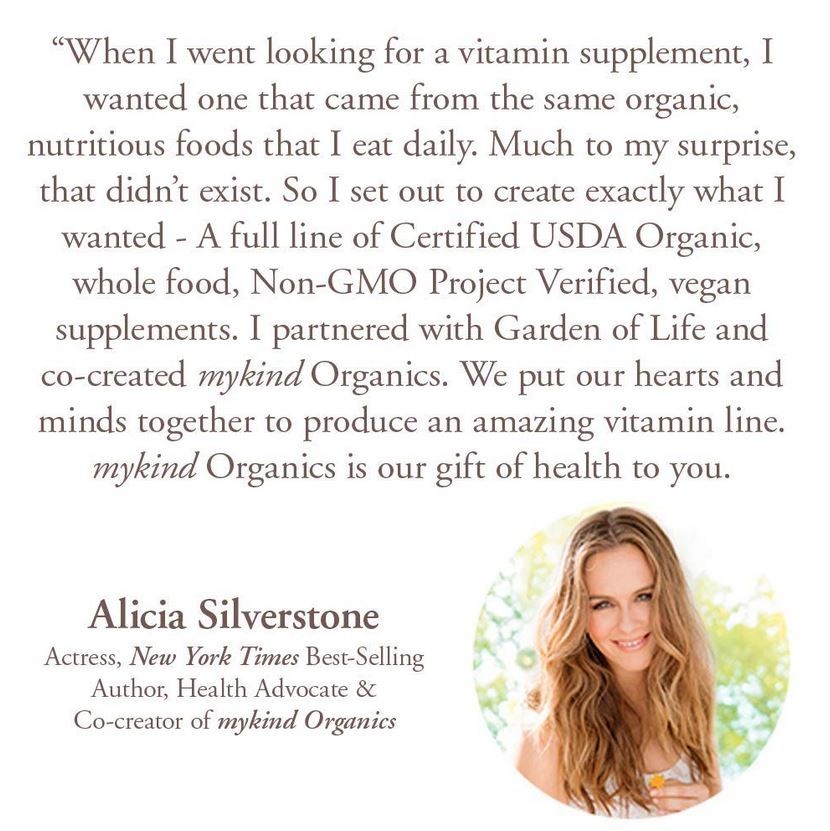 “When I went looking for a vitamin supplement, I
wanted one that came from the same organic,
nutritious foods that I eat daily. Much to my surprise,
that didn’t exist. So I set out to create exactly what I
wanted - A full line of Certified USDA Organic,
whole food, Non-GMO Project Verified, vegan
supplements. I partnered with Garden of Life and
co-created mykind Organics. We put our hearts and
minds together to produce an amazing vitamin line.
mykind Organics is our gift of health to you.
Alicia Silverstone
Actress, New York Times Best-Selling
Author, Health Advocate &
Co-creator of mykind Organics